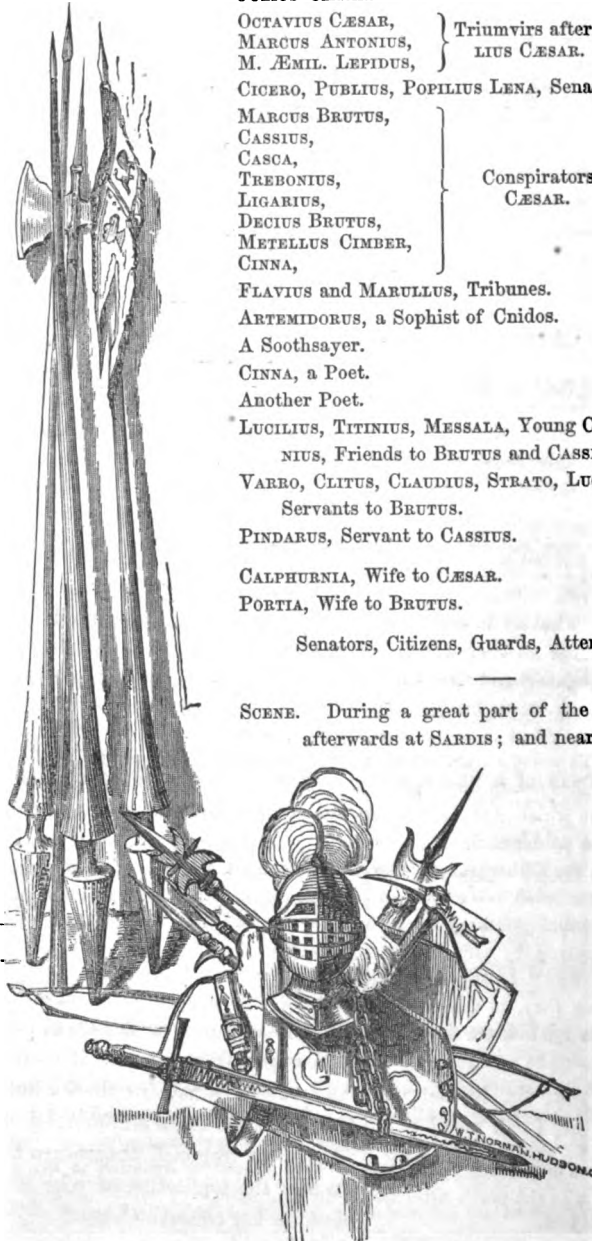 OCTAVIUS CÆSAR,
MARCUS ANTONIUS,
M. ÆMIL. LEPIDUS,
Triumvirs after
LIUS CÆSAR.
CICERO, PUBLIUS, POPILIUS LENA, Sena
MARCUS BRUTUS,
CASSIUS,
CASCA,
TREBONIUS,
LIGARIUS,
DECIUS BRUTUS,
METELLUS CIMBER,
CINNA,
Conspirators
CÆSAR.
FLAVIUS and MARULLUS, Tribunes.
ARTEMIDORUS, a Sophist of Cnidos.
A Soothsayer.
CINNA, a Poet.
Another Poet.
LUCILIUS, TITINIUS, MESSALA, Young C
NIUS, Friends to BRUTUS and CASSI
VARRO, CLITUS, CLAUDIUS, STRATO, LU
Servants to BRUTUS.
PINDARUS, Servant to CASSIUS.
CALPHURNIA, Wife to CÆSAR.
PORTIA, Wife to BRUTUS.
Senators, Citizens, Guards, Atten
SCENE. During a great part of the
afterwards at SARDIS; and near
W.T.NORMAN.HUDSON.